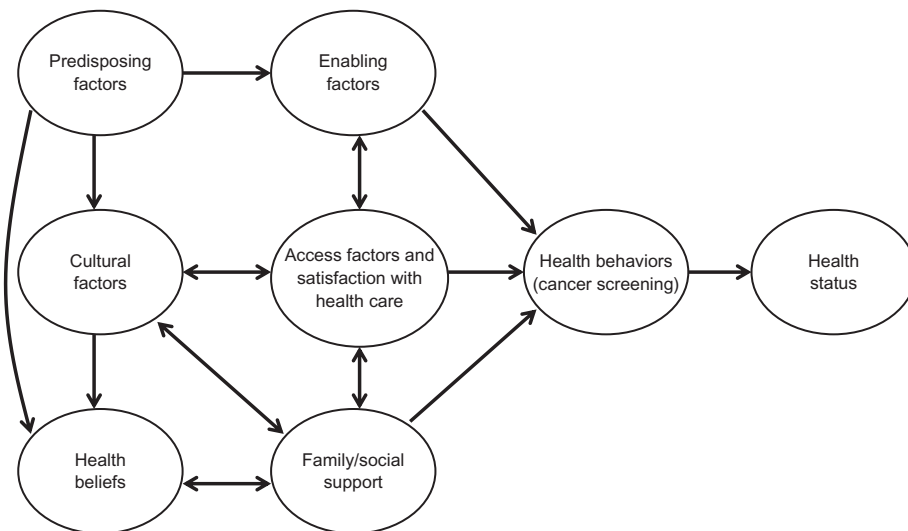 Predisposing
factors
Enabling
factors
Cultural
factors
Access factors and
satisfaction with
health care
Health behaviors
(cancer screening)
Health
status
Health
beliefs
Family/social
support